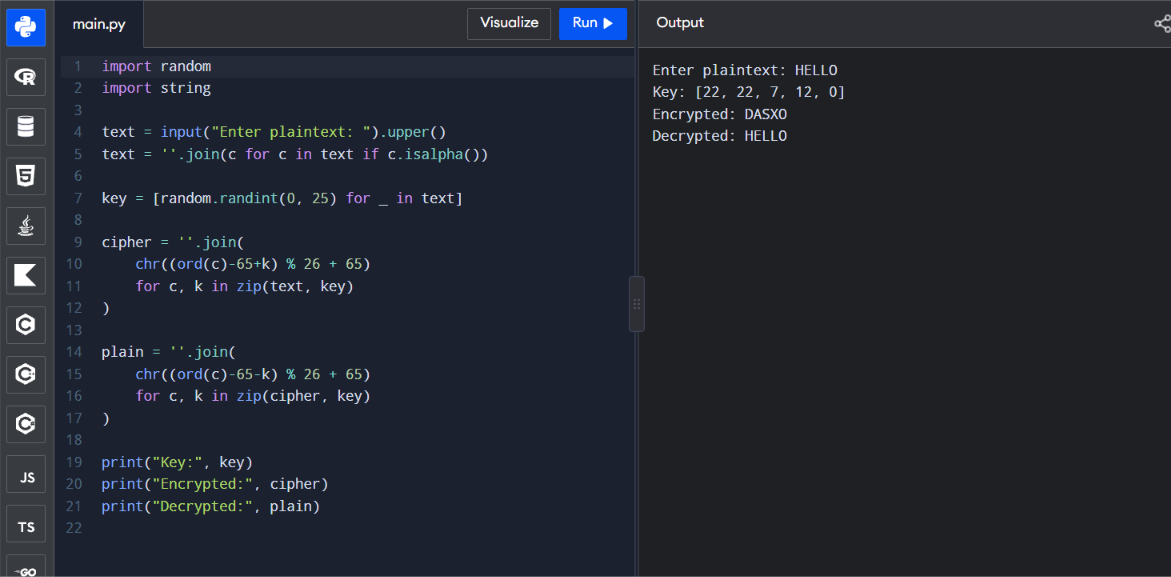 main.py
Visualize
Run
Output
1 import random
2 import string
3
4 text = input("Enter plaintext: ").upper()
5 text = ''.join(c for c in text if c.isalpha())
6
7 key = [random.randint(0, 25) for _ in text]
8
9 cipher = ''.join(
10     chr((ord(c)-65+k) % 26 + 65)
11     for c, k in zip(text, key)
12 )
13
14 plain = ''.join(
15     chr((ord(c)-65-k) % 26 + 65)
16     for c, k in zip(cipher, key)
17 )
18
19 print("Key:", key)
20 print("Encrypted:", cipher)
21 print("Decrypted:", plain)
22
Enter plaintext: HELLO
Key: [22, 22, 7, 12, 0]
Encrypted: DASXO
Decrypted: HELLO
R
5
C
C
C
JS
TS
GO